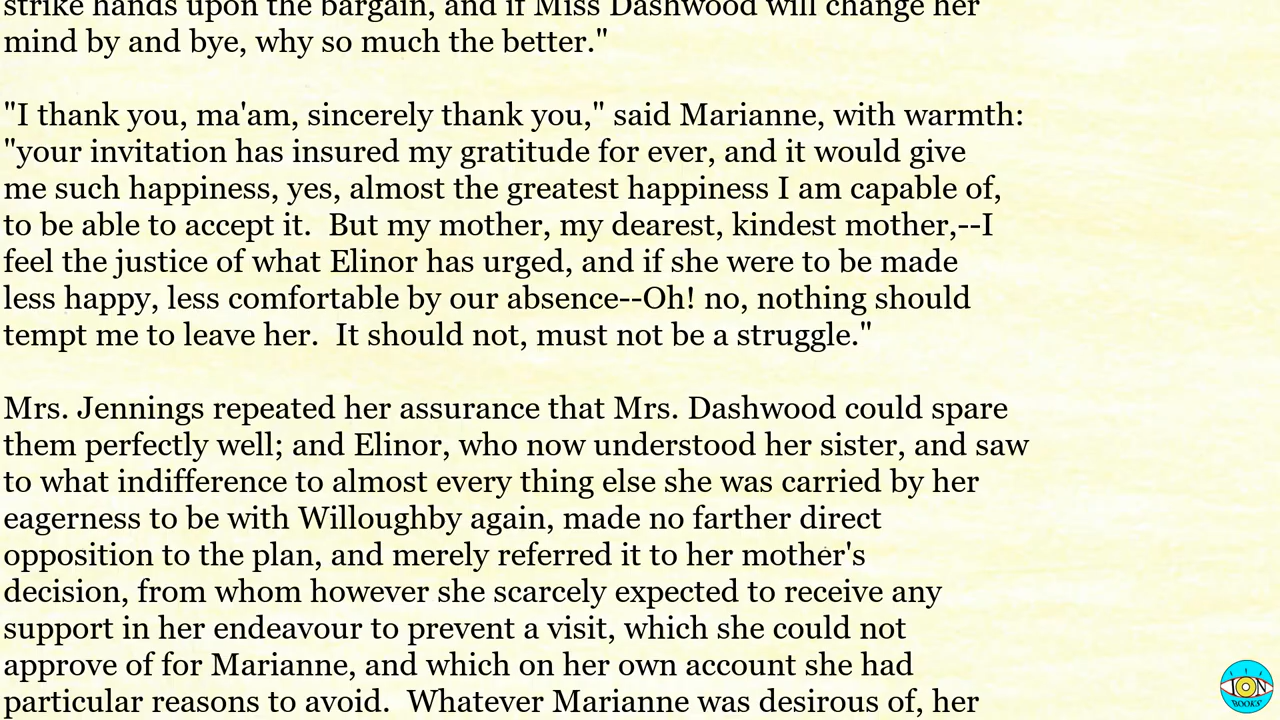 strike hands upon the bargain, and if Miss Dashwood will change her
mind by and bye, why so much the better."
"I thank you, ma'am, sincerely thank you," said Marianne, with warmth:
"your invitation has insured my gratitude for ever, and it would give
me such happiness, yes, almost the greatest happiness I am capable of,
to be able to accept it.  But my mother, my dearest, kindest mother,--I
feel the justice of what Elinor has urged, and if she were to be made
less happy, less comfortable by our absence--Oh! no, nothing should
tempt me to leave her.  It should not, must not be a struggle."
Mrs. Jennings repeated her assurance that Mrs. Dashwood could spare
them perfectly well; and Elinor, who now understood her sister, and saw
to what indifference to almost every thing else she was carried by her
eagerness to be with Willoughby again, made no farther direct
opposition to the plan, and merely referred it to her mother's
decision, from whom however she scarcely expected to receive any
support in her endeavour to prevent a visit, which she could not
approve of for Marianne, and which on her own account she had
particular reasons to avoid.  Whatever Marianne was desirous of, her
ION
BOOKS